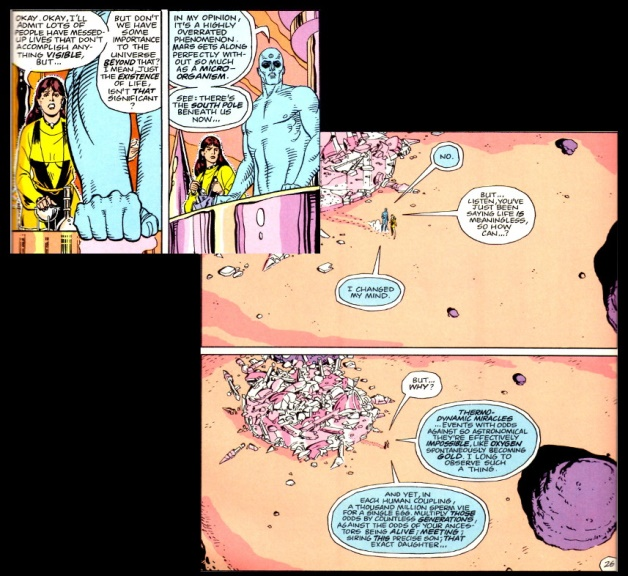 OKAY. OKAY, I'LL
ADMIT LOTS OF
PEOPLE HAVE MESSED-
UP LIVES THAT DON'T
ACCOMPLISH ANY-
THING VISIBLE,
BUT...
BUT DON'T
WE HAVE
SOME
IMPORTANCE
TO THE
UNIVERSE
BEYOND THAT?
I MEAN, JUST
THE EXISTENCE
OF LIFE,
ISN'T THAT
SIGNIFICANT
?
IN MY OPINION,
IT'S A HIGHLY
OVERRATED
PHENOMENON.
MARS GETS ALONG
PERFECTLY WITH-
OUT SO MUCH
AS A MICRO-
ORGANISM.
SEE: THERE'S
THE SOUTH POLE
BENEATH US
NOW...
NO.
BUT...
LISTEN, YOU'VE
JUST BEEN
SAYING LIFE IS
MEANINGLESS,
SO HOW
CAN...?
I CHANGED
MY MIND.
BUT...
WHY?
THERMO-
DYNAMIC MIRACLES
...EVENTS WITH ODDS
AGAINST SO ASTRONOMICAL
THEY'RE EFFECTIVELY
IMPOSSIBLE, LIKE OXYGEN
SPONTANEOUSLY BECOMING
GOLD. I LONG TO
OBSERVE SUCH
A THING.
AND YET, IN
EACH HUMAN COUPLING,
A THOUSAND MILLION SPERM VIE
FOR A SINGLE EGG. MULTIPLY THOSE
ODDS BY COUNTLESS GENERATIONS,
AGAINST THE ODDS OF YOUR ANCES-
TORS BEING ALIVE; MEETING;
SIRING THIS PRECISE SON; THAT
EXACT DAUGHTER...
26